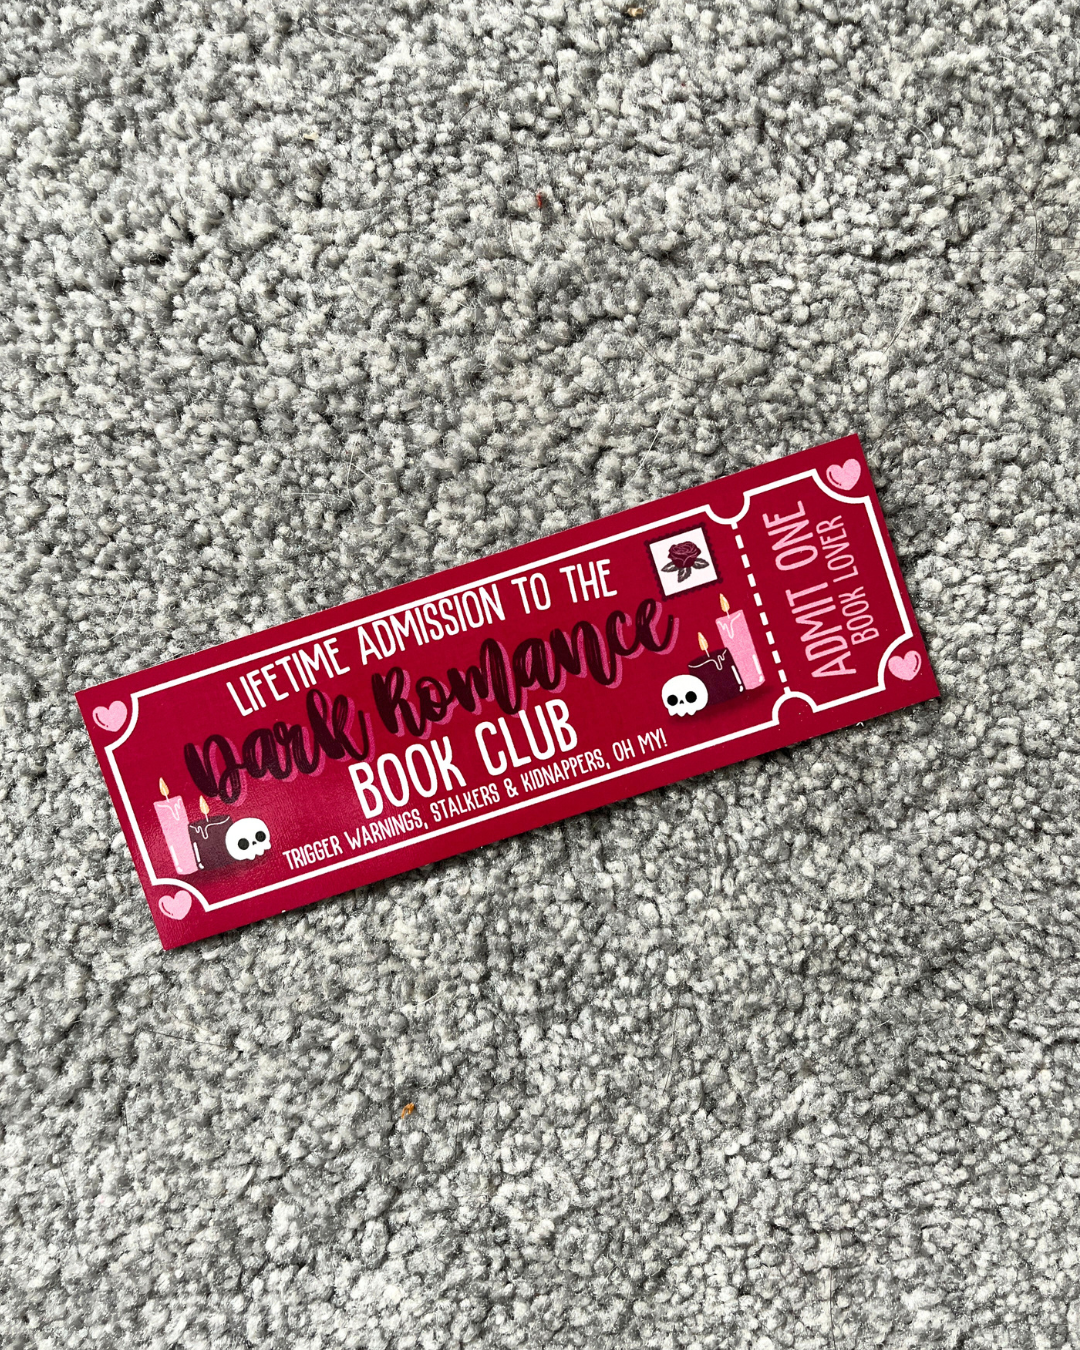 LIFETIME ADMISSION TO THE
Dark Romance
BOOK CLUB
TRIGGER WARNINGS, STALKERS & KIDNAPPERS, OH MY!
ADMIT ONE
BOOK LOVER